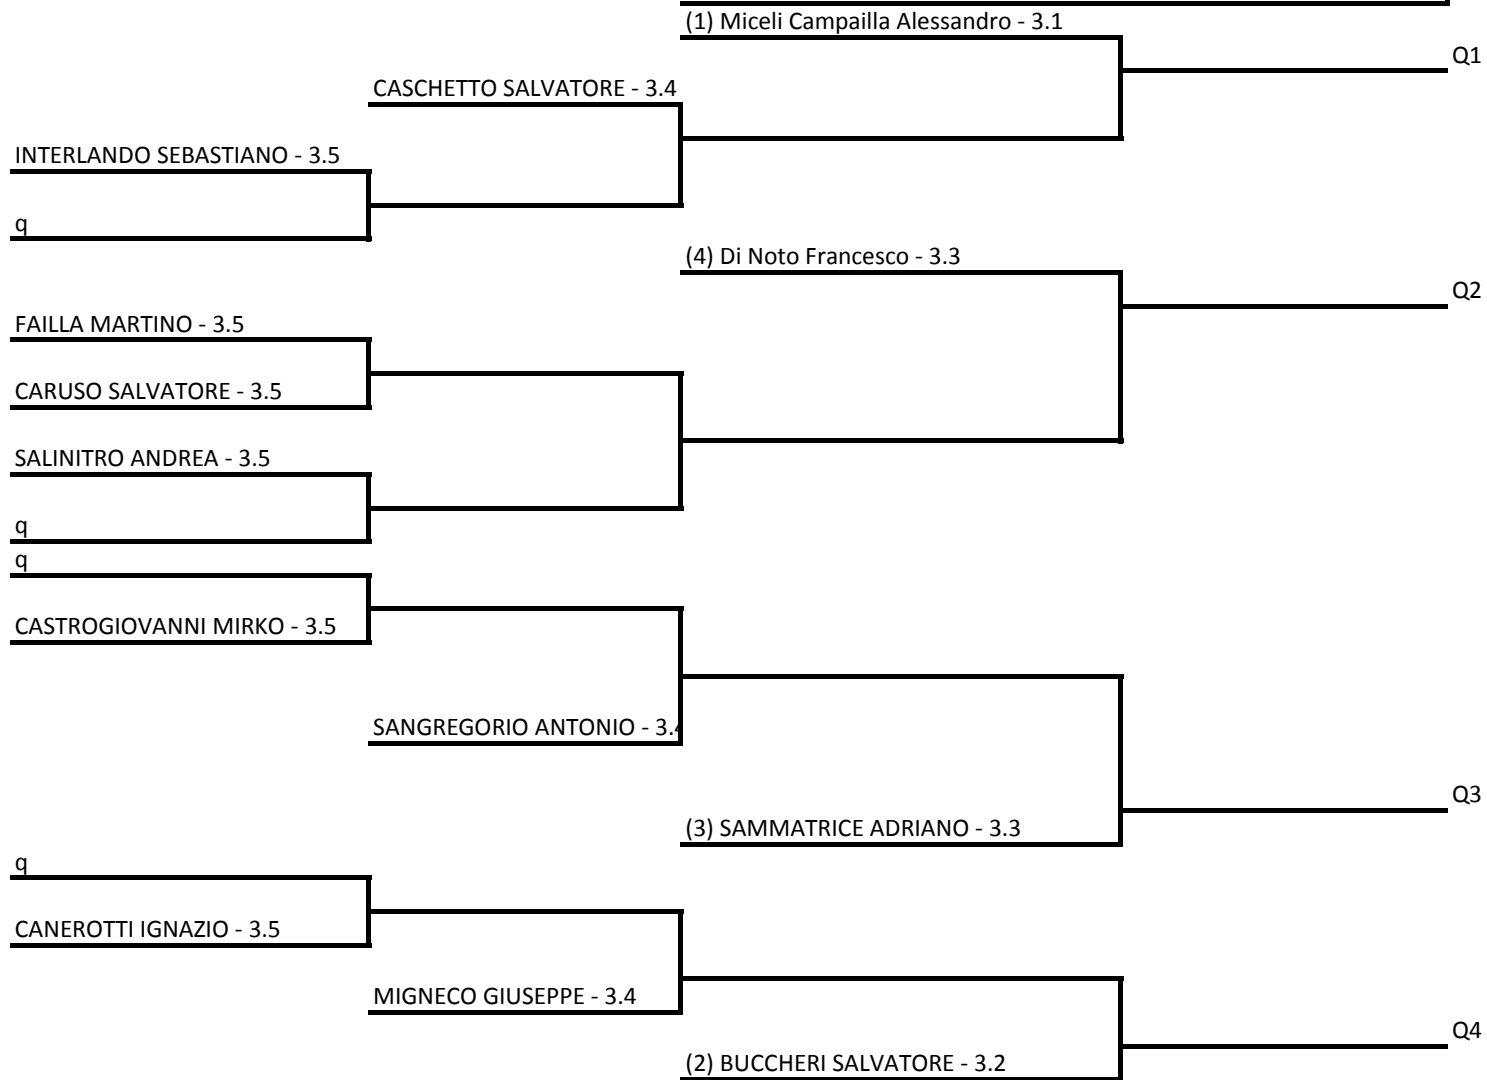 (1) Miceli Campailla Alessandro - 3.1
Q1
CASCHETTO SALVATORE - 3.4
INTERLANDO SEBASTIANO - 3.5
q
(4) Di Noto Francesco - 3.3
Q2
FAILLA MARTINO - 3.5
CARUSO SALVATORE - 3.5
SALINITRO ANDREA - 3.5
q
q
CASTROGIOVANNI MIRKO - 3.5
SANGREGORIO ANTONIO - 3.4
Q3
(3) SAMMATRICE ADRIANO - 3.3
q
CANEROTTI IGNAZIO - 3.5
MIGNECO GIUSEPPE - 3.4
Q4
(2) BUCCHERI SALVATORE - 3.2